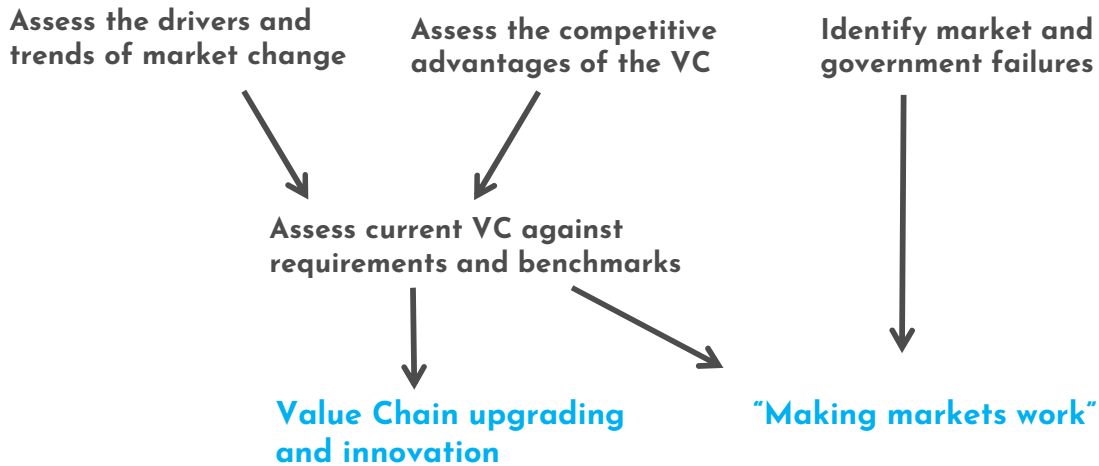 Assess the drivers and
trends of market change
Assess the competitive
advantages of the VC
Identify market and
government failures
Assess current VC against
requirements and benchmarks
Value Chain upgrading
and innovation
“Making markets work”